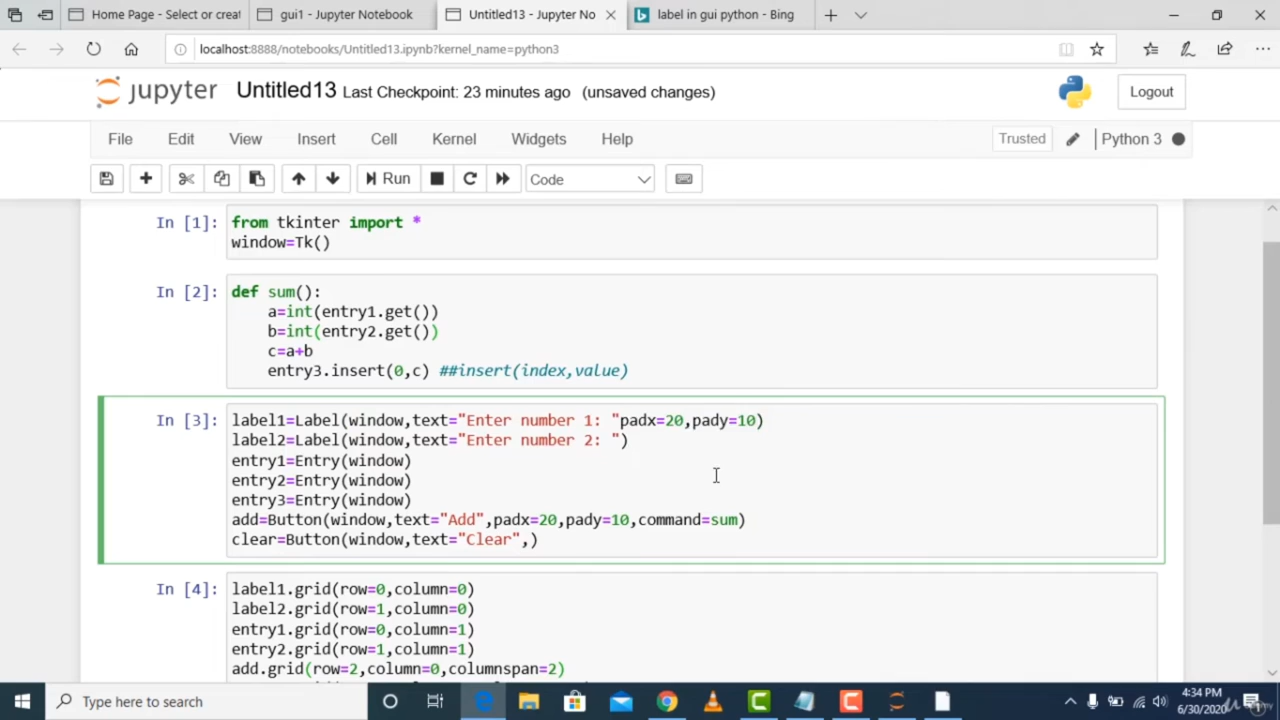 Home Page - Select or creat
gui1 - Jupyter Notebook
Untitled13 - Jupyter No
label in gui python - Bing
localhost:8888/notebooks/Untitled13.ipynb?kernel_name=python3
jupyter Untitled13 Last Checkpoint: 23 minutes ago (unsaved changes)
Logout
File Edit View Insert Cell Kernel Widgets Help
Trusted
Python 3
Run
Code
In [1]: from tkinter import *
window=Tk()
In [2]: def sum():
a=int(entry1.get())
b=int(entry2.get())
c=a+b
entry3.insert(0,c) ##insert(index,value)
In [3]: label1=Label(window,text="Enter number 1: "padx=20,pady=10)
label2=Label(window,text="Enter number 2: ")
entry1=Entry(window)
entry2=Entry(window)
entry3=Entry(window)
add=Button(window,text="Add",padx=20,pady=10,command=sum)
clear=Button(window,text="Clear",)
In [4]: label1.grid(row=0,column=0)
label2.grid(row=1,column=0)
entry1.grid(row=0,column=1)
entry2.grid(row=1,column=1)
add.grid(row=2,column=0,columnspan=2)
Type here to search
4:34 PM
6/30/2020